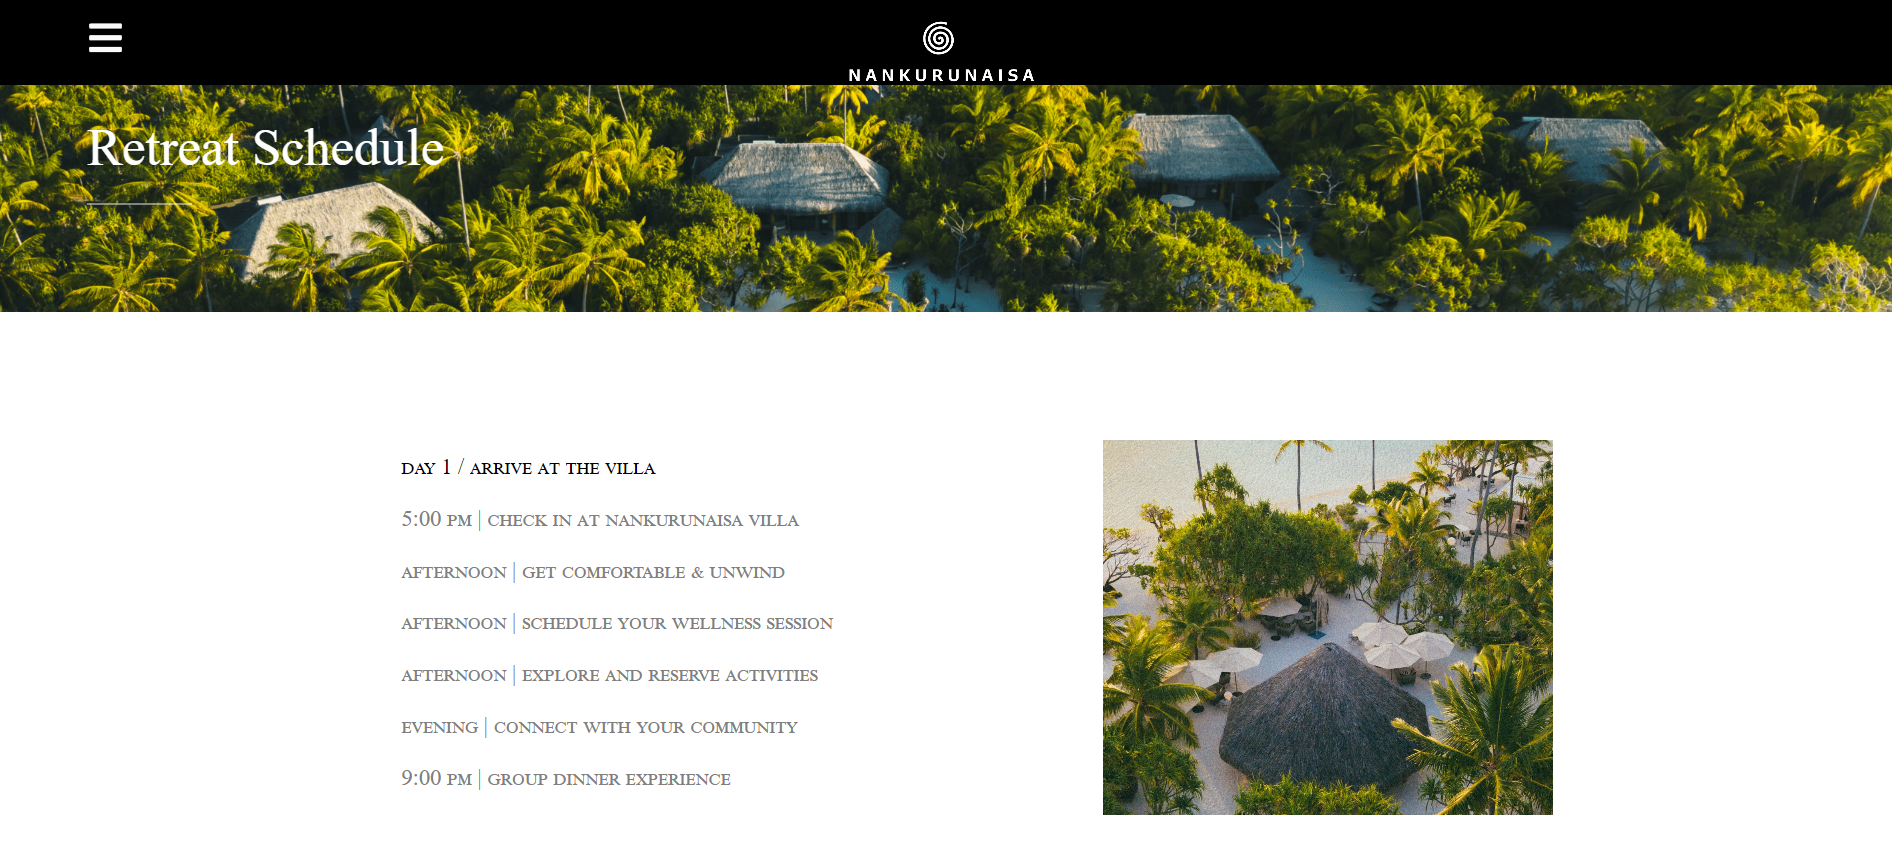 NANKURUNAISA
Retreat Schedule
DAY 1 / ARRIVE AT THE VILLA
5:00 PM | CHECK IN AT NANKURUNAISA VILLA
AFTERNOON | GET COMFORTABLE & UNWIND
AFTERNOON | SCHEDULE YOUR WELLNESS SESSION
AFTERNOON | EXPLORE AND RESERVE ACTIVITIES
EVENING | CONNECT WITH YOUR COMMUNITY
9:00 PM | GROUP DINNER EXPERIENCE